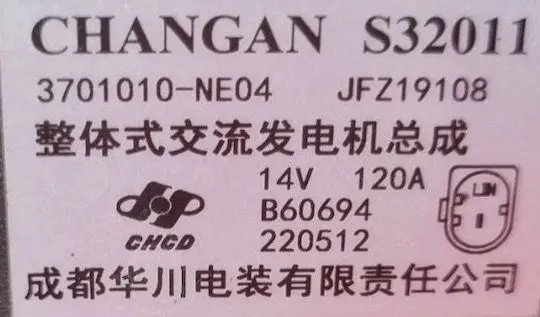 CHANGAN S32011
3701010-NE04 JFZ19108
整体式交流发电机总成
14V 120A
B60694
220512
CHCD
成都华川电装有限责任公司